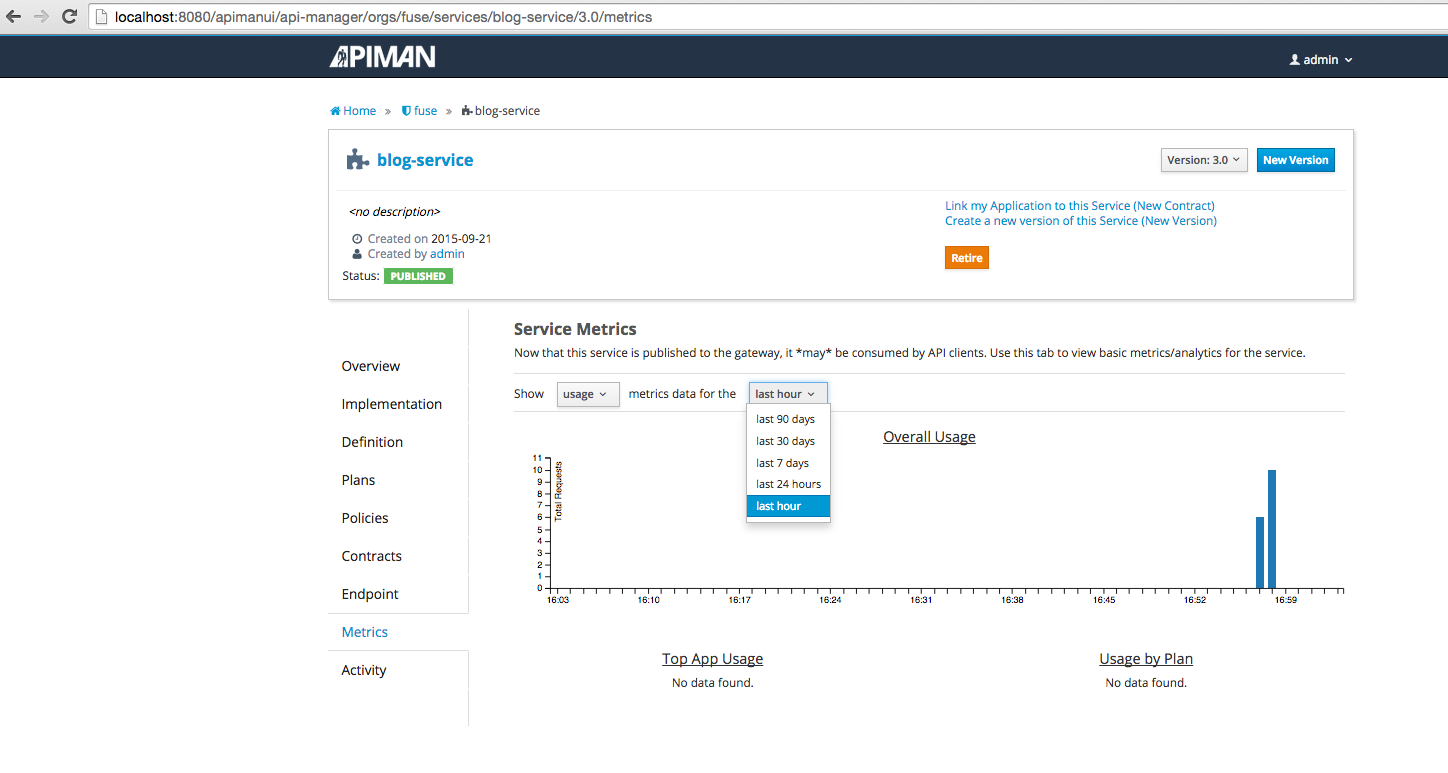 localhost:8080/apimanui/api-manager/orgs/fuse/services/blog-service/3.0/metrics
APIMAN
admin
Home » fuse » blog-service
blog-service
Version: 3.0
New Version
<no description>
Link my Application to this Service (New Contract)
Create a new version of this Service (New Version)
Created on 2015-09-21
Created by admin
Retire
Status: PUBLISHED
Overview
Implementation
Definition
Plans
Policies
Contracts
Endpoint
Metrics
Activity
Service Metrics
Now that this service is published to the gateway, it *may* be consumed by API clients. Use this tab to view basic metrics/analytics for the service.
Show usage metrics data for the last hour
last 90 days
last 30 days
last 7 days
last 24 hours
last hour
Overall Usage
Total Requests
11
10
9
8
7
6
5
4
3
2
1
0
16:03 16:10 16:17 16:24 16:31 16:38 16:45 16:52 16:59
Top App Usage
No data found.
Usage by Plan
No data found.